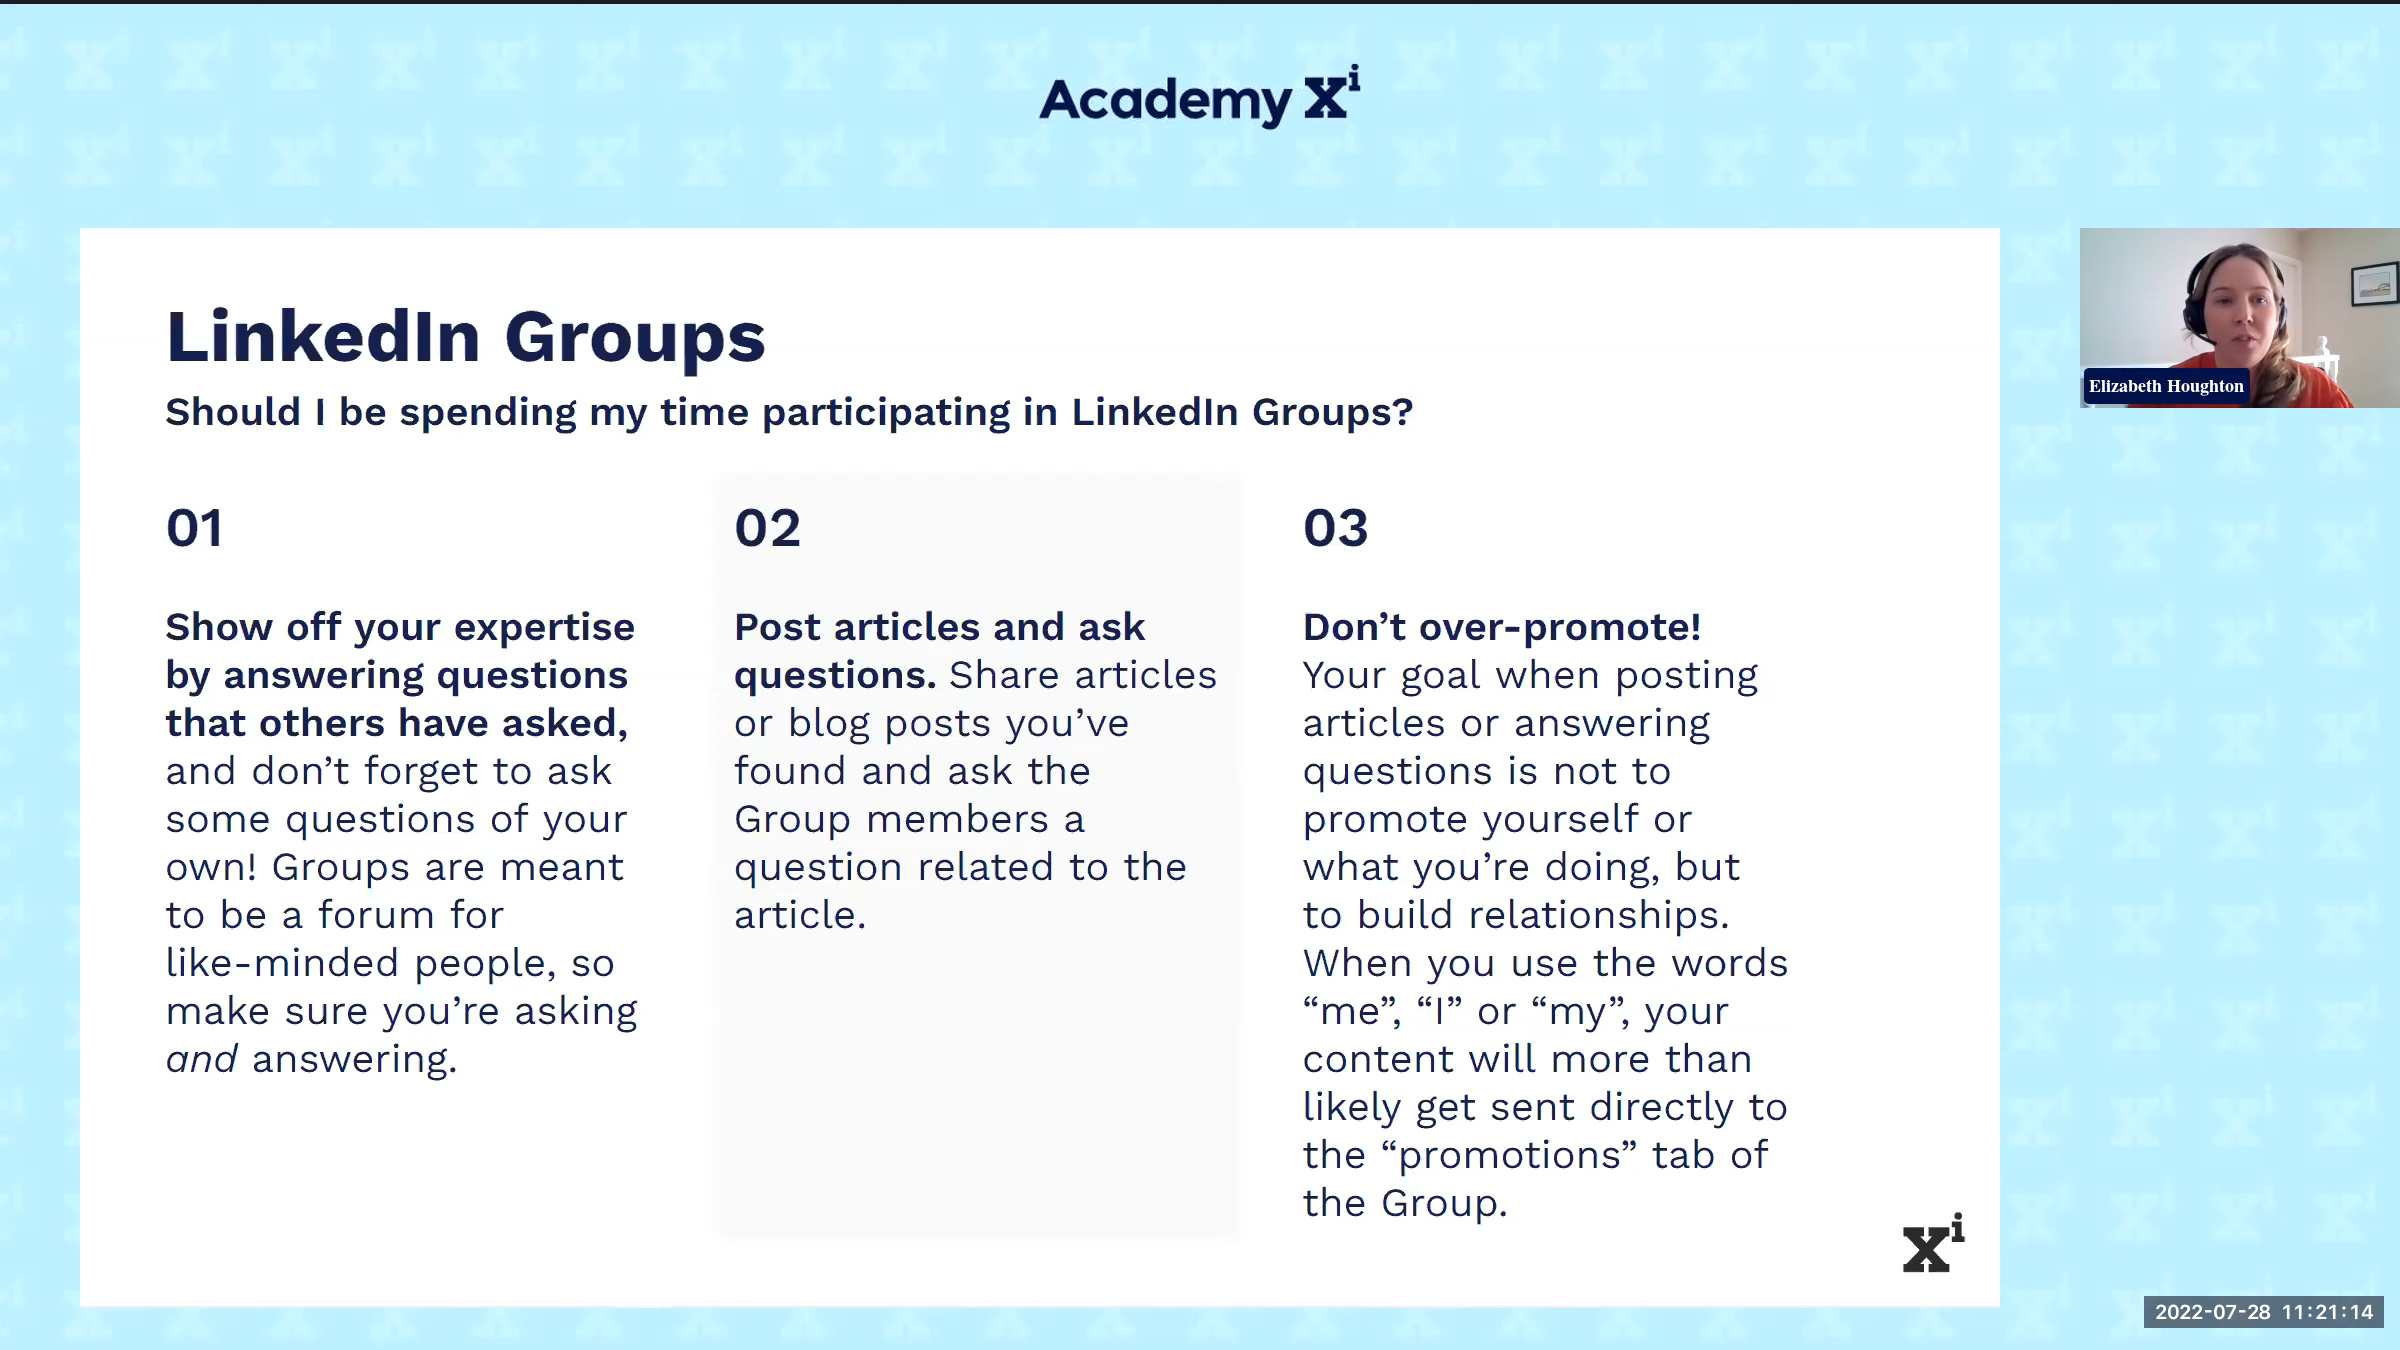 Academy Xi
LinkedIn Groups
Should I be spending my time participating in LinkedIn Groups?
01
Show off your expertise
by answering questions
that others have asked,
and don’t forget to ask
some questions of your
own! Groups are meant
to be a forum for
like-minded people, so
make sure you’re asking
and answering.
02
Post articles and ask
questions. Share articles
or blog posts you’ve
found and ask the
Group members a
question related to the
article.
03
Don’t over-promote!
Your goal when posting
articles or answering
questions is not to
promote yourself or
what you’re doing, but
to build relationships.
When you use the words
“me”, “I” or “my”, your
content will more than
likely get sent directly to
the “promotions” tab of
the Group.
Xi
Elizabeth Houghton
2022-07-28 11:21:14